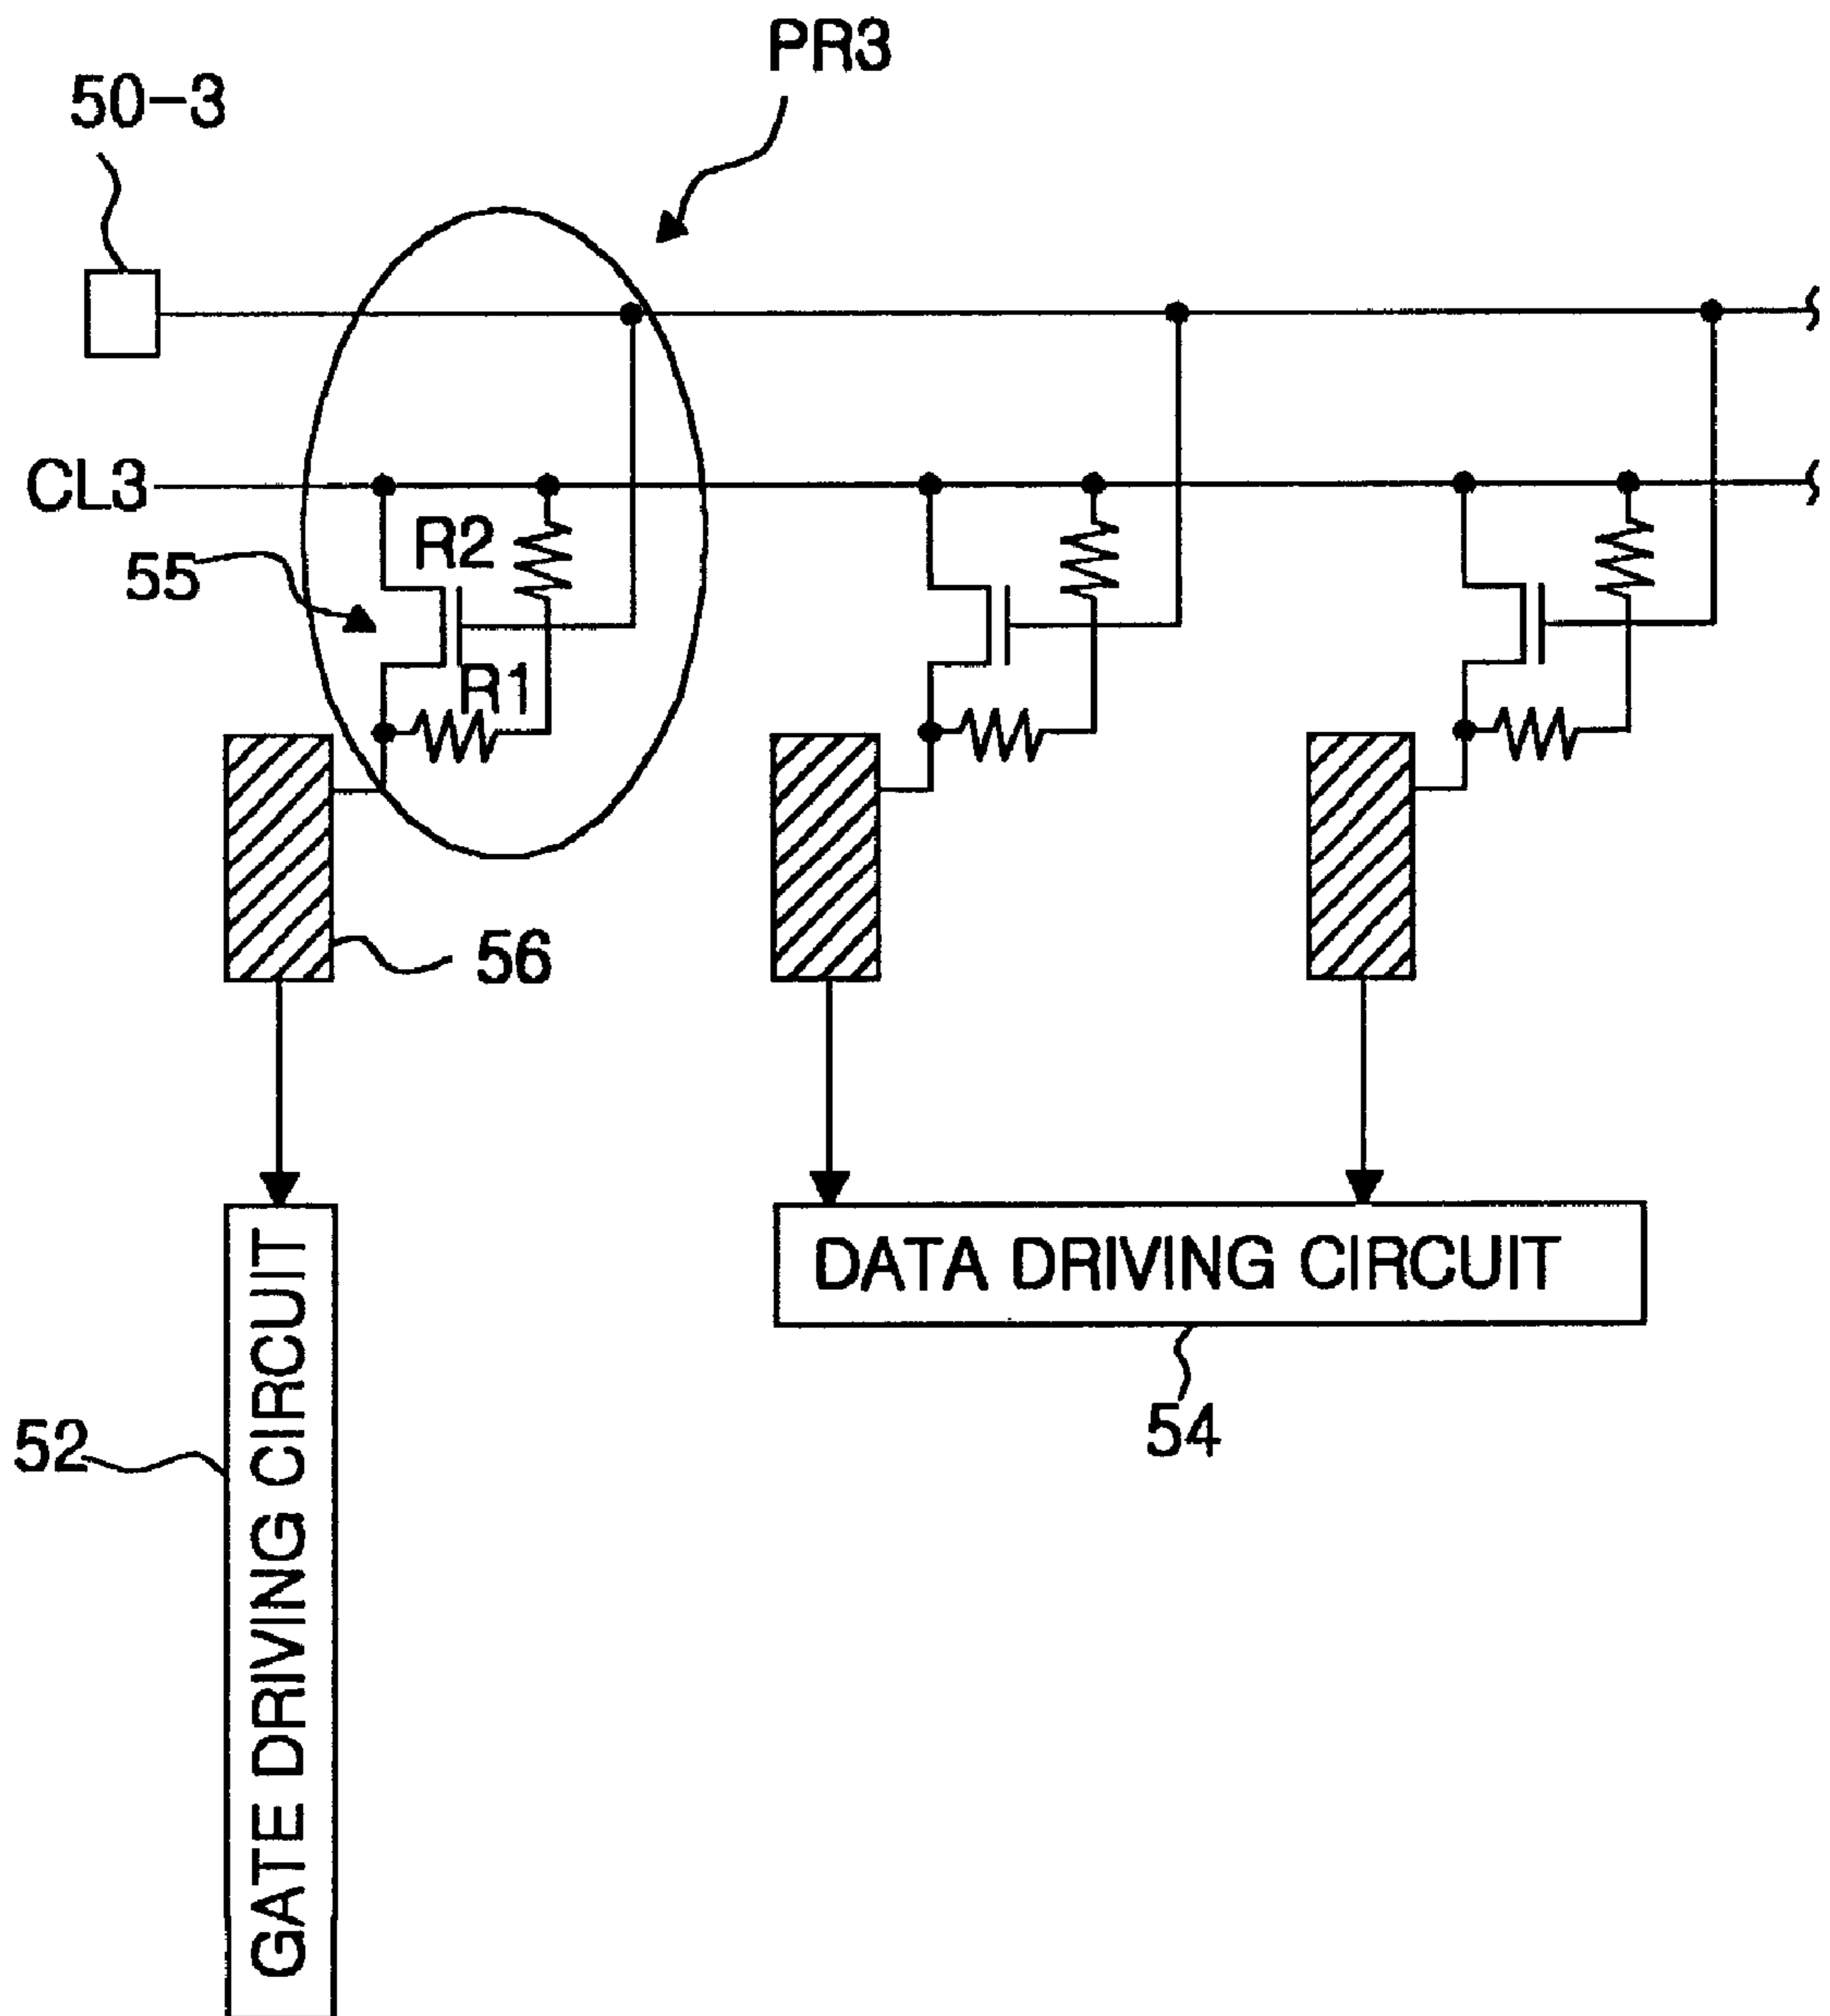 PR3
50-3
CL3
R2
55
R1
56
DATA DRIVING CIRCUIT
54
52
GATE DRIVING CIRCUIT